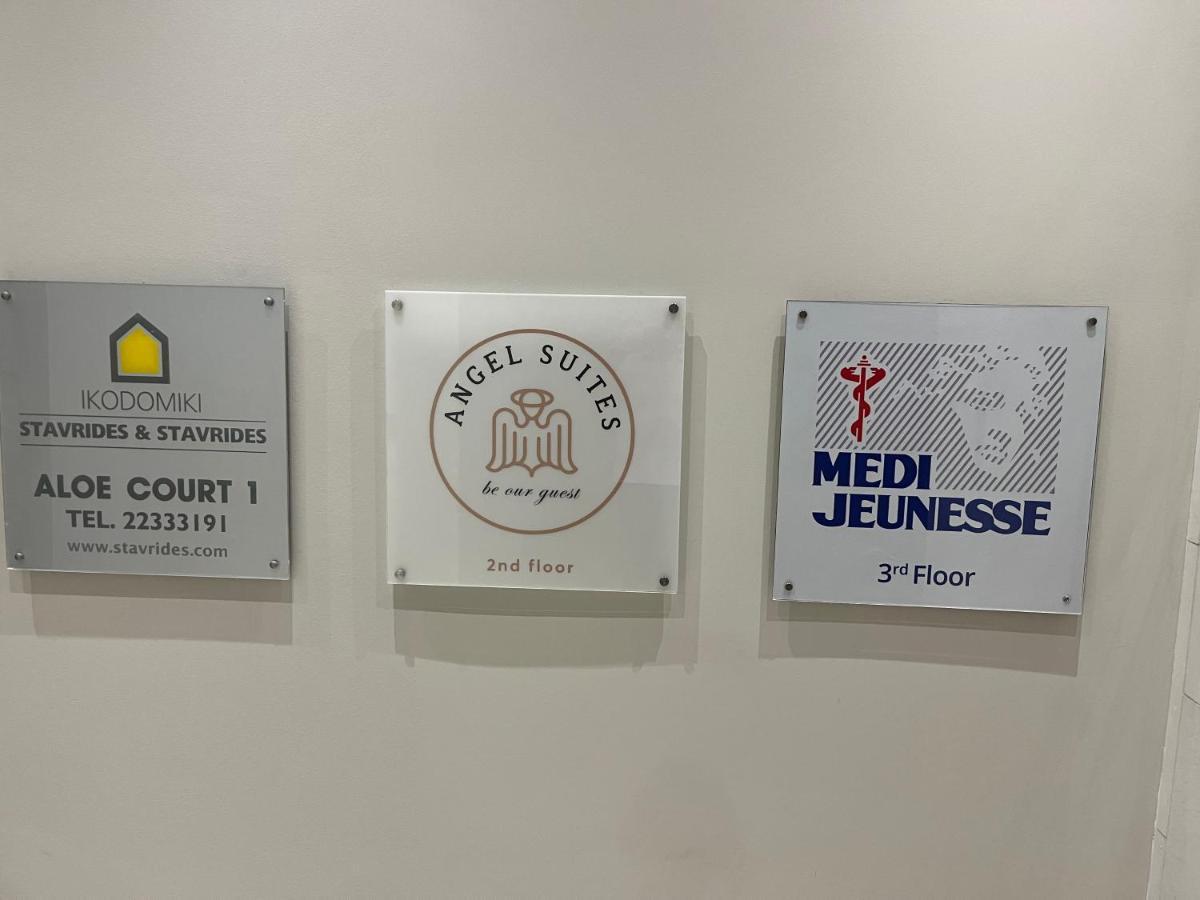 IKODOMIKI
STAVRIDES & STAVRIDES
ALOE COURT 1
TEL. 22333191
www.stavrides.com
ANGEL SUITES
be our guest
2nd floor
MEDI
JEUNESSE
3rd Floor